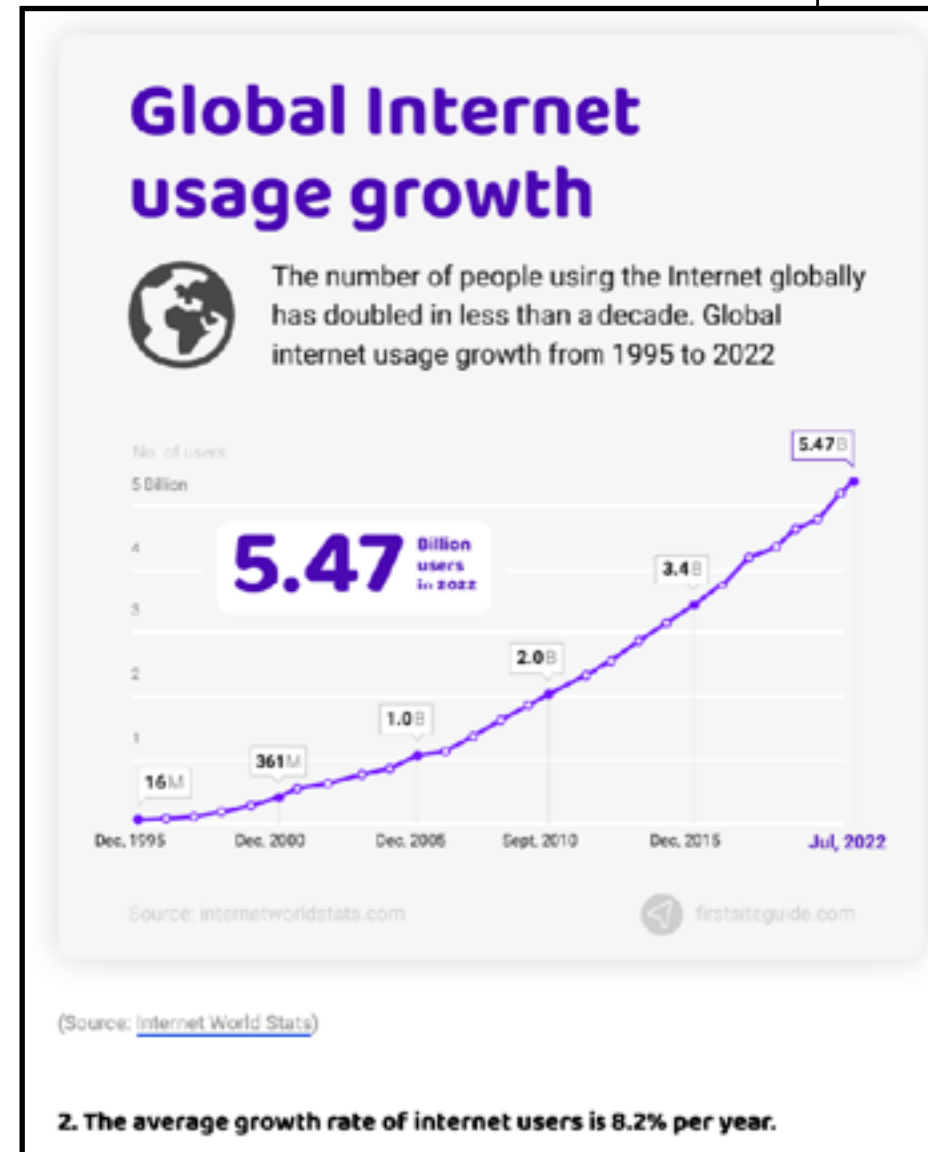 Global Internet
usage growth
The number of people using the Internet globally
has doubled in less than a decade. Global
internet usage growth from 1995 to 2022
No. of users
5 Billion
4
3
2
1
5.47 Billion
users
in 2022
16M
361M
1.0B
2.0B
3.4B
5.47B
Dec, 1995 Dec, 2000 Dec, 2005 Sept, 2010 Dec, 2015 Jul, 2022
Source: internetworldstats.com firstsiteguide.com
(Source: Internet World Stats)
2. The average growth rate of internet users is 8.2% per year.